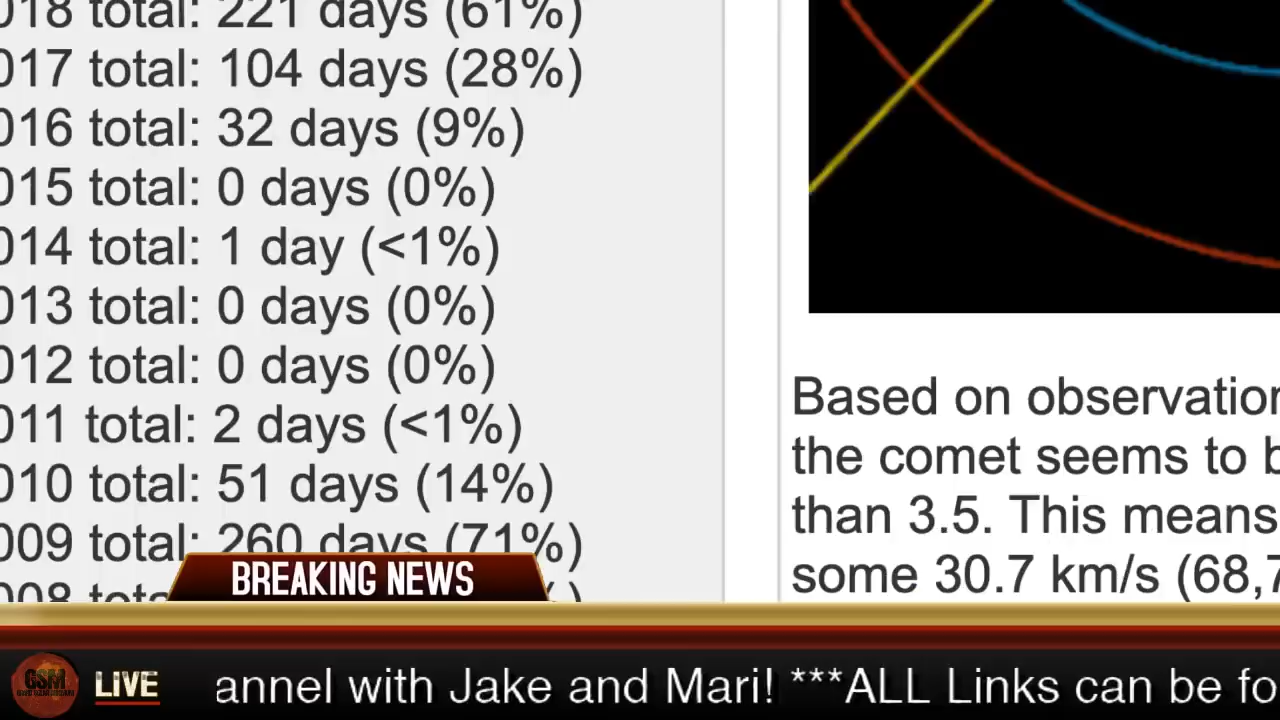 018 total: 221 days (61%)
017 total: 104 days (28%)
016 total: 32 days (9%)
015 total: 0 days (0%)
014 total: 1 day (<1%)
013 total: 0 days (0%)
012 total: 0 days (0%)
011 total: 2 days (<1%)
010 total: 51 days (14%)
009 total: 260 days (71%)
008 tota
Based on observation
the comet seems to b
than 3.5. This means
some 30.7 km/s (68,7
BREAKING NEWS
GSM
LIVE
annel with Jake and Mari! ***ALL Links can be fo